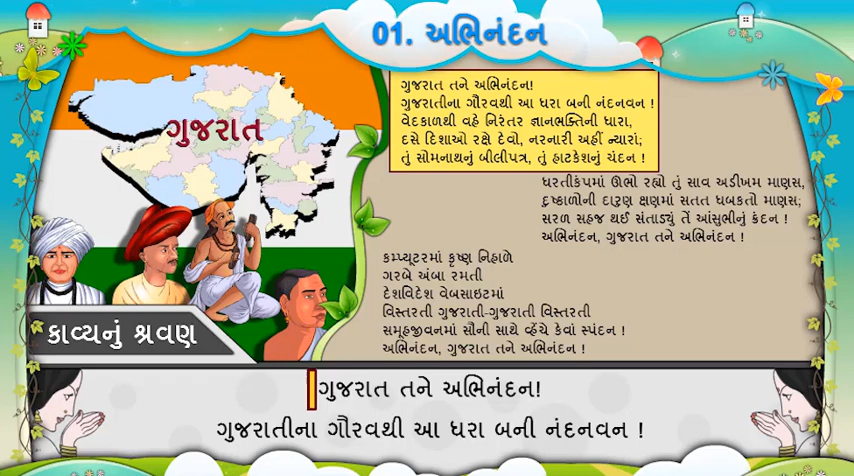 01. અભિનંદન
ગુજરાત
ગુજરાત તને અભિનંદન!
ગુજરાતીના ગૌરવથી આ ધરા બની નંદનવન !
વેદકાળથી વહે નિરંતર જ્ઞાનભક્તિની ધારા,
દસે દિશાઓ રક્ષે દેવો, નરનારી અહીં ન્યારાં;
તું સોમનાથનું બીલીપત્ર, તું હાટકેશનું ચંદન !
ધરતીકંપમાં ઊભો રહ્યો તું સાવ અડીખમ માણસ,
દુષ્કાળોની દારુણ ક્ષણમાં સતત ધબકતો માણસ;
સરળ સહજ થઈ સંતાડ્યું તેં આંસુભીનું ક્રંદન !
અભિનંદન, ગુજરાત તને અભિનંદન !
કમ્પ્યૂટરમાં કૃષ્ણ નિહાળે
ગરબે અંબા રમતી
દેશવિદેશ વેબસાઇટમાં
વિસ્તરતી ગુજરાતી-ગુજરાતી વિસ્તરતી
સમૂહજીવનમાં સૌની સાથે વ્હેંચે કેવાં સ્પંદન !
અભિનંદન, ગુજરાત તને અભિનંદન !
કાવ્યનું શ્રવણ
ગુજરાત તને અભિનંદન!
ગુજરાતીના ગૌરવથી આ ધરા બની નંદનવન !